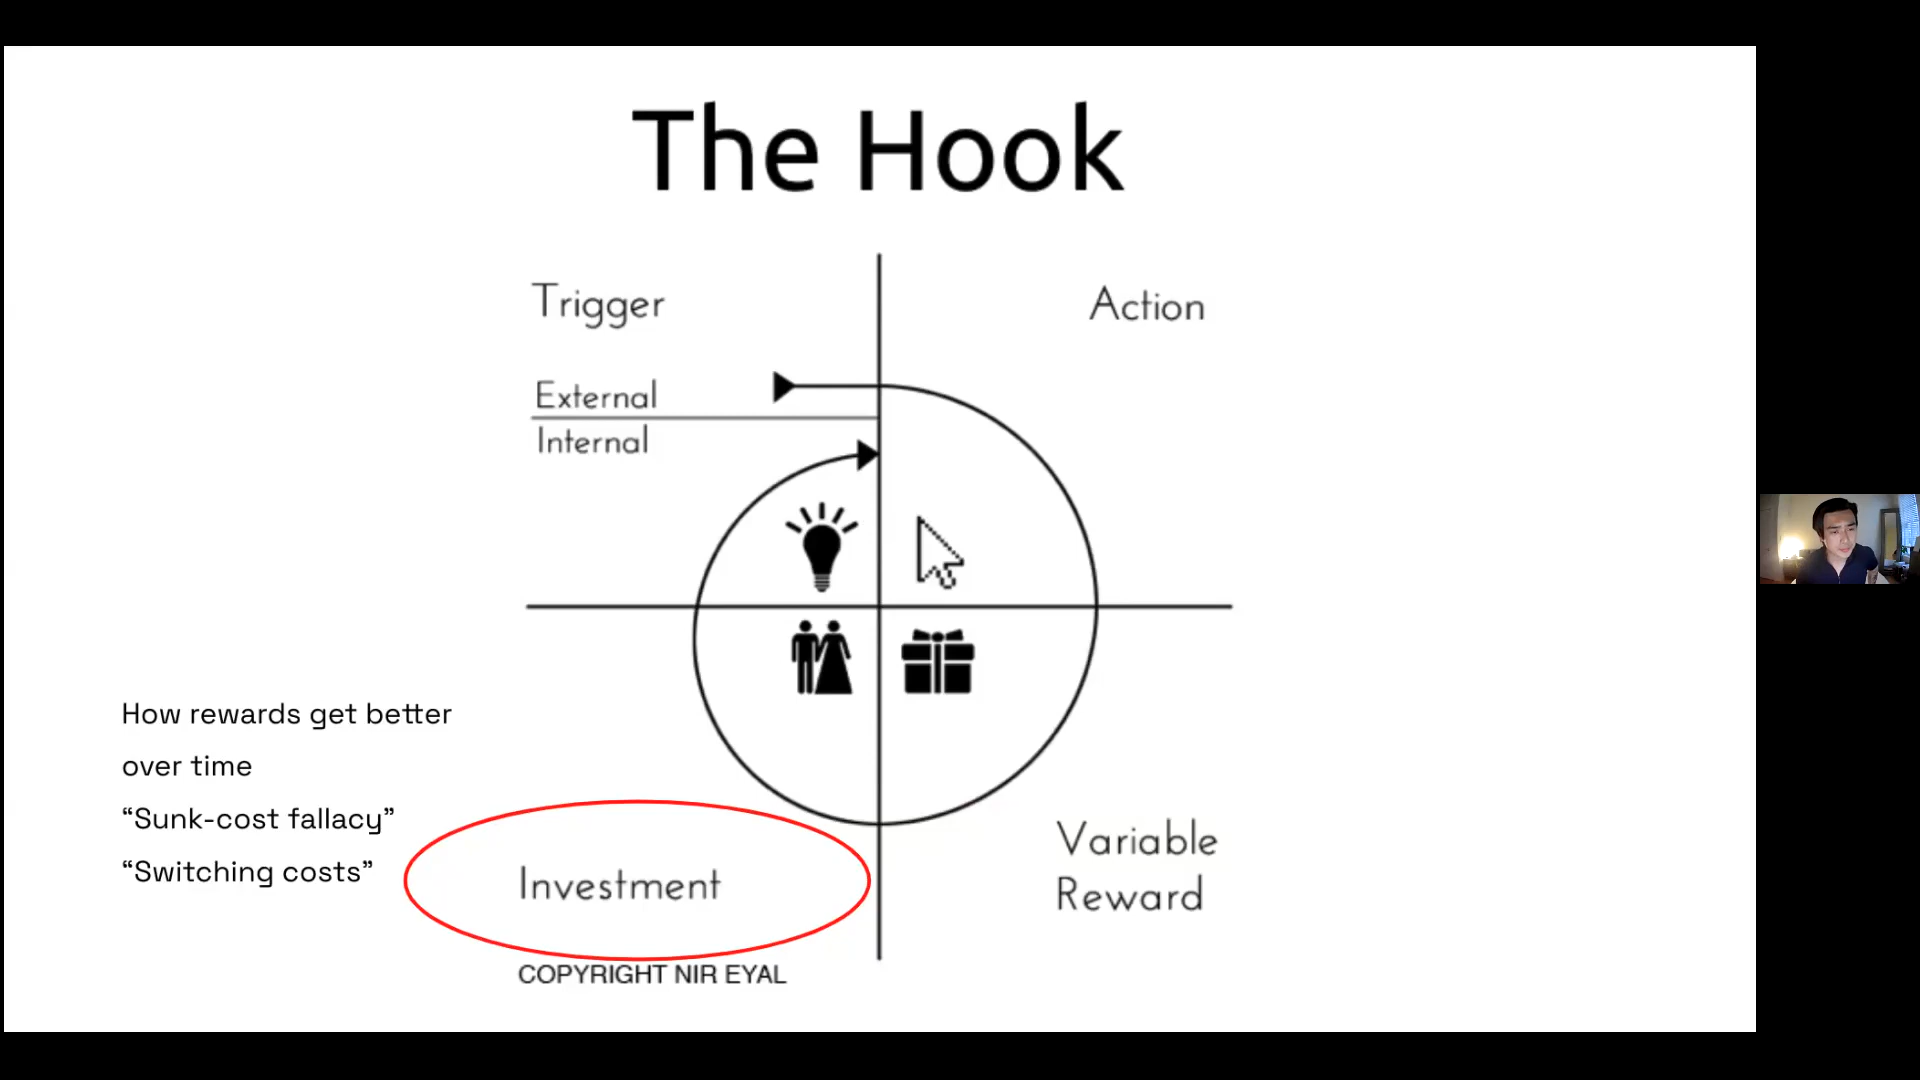 The Hook
Trigger
Action
External
Internal
How rewards get better
over time
“Sunk-cost fallacy”
“Switching costs”
Investment
Variable
Reward
COPYRIGHT NIR EYAL